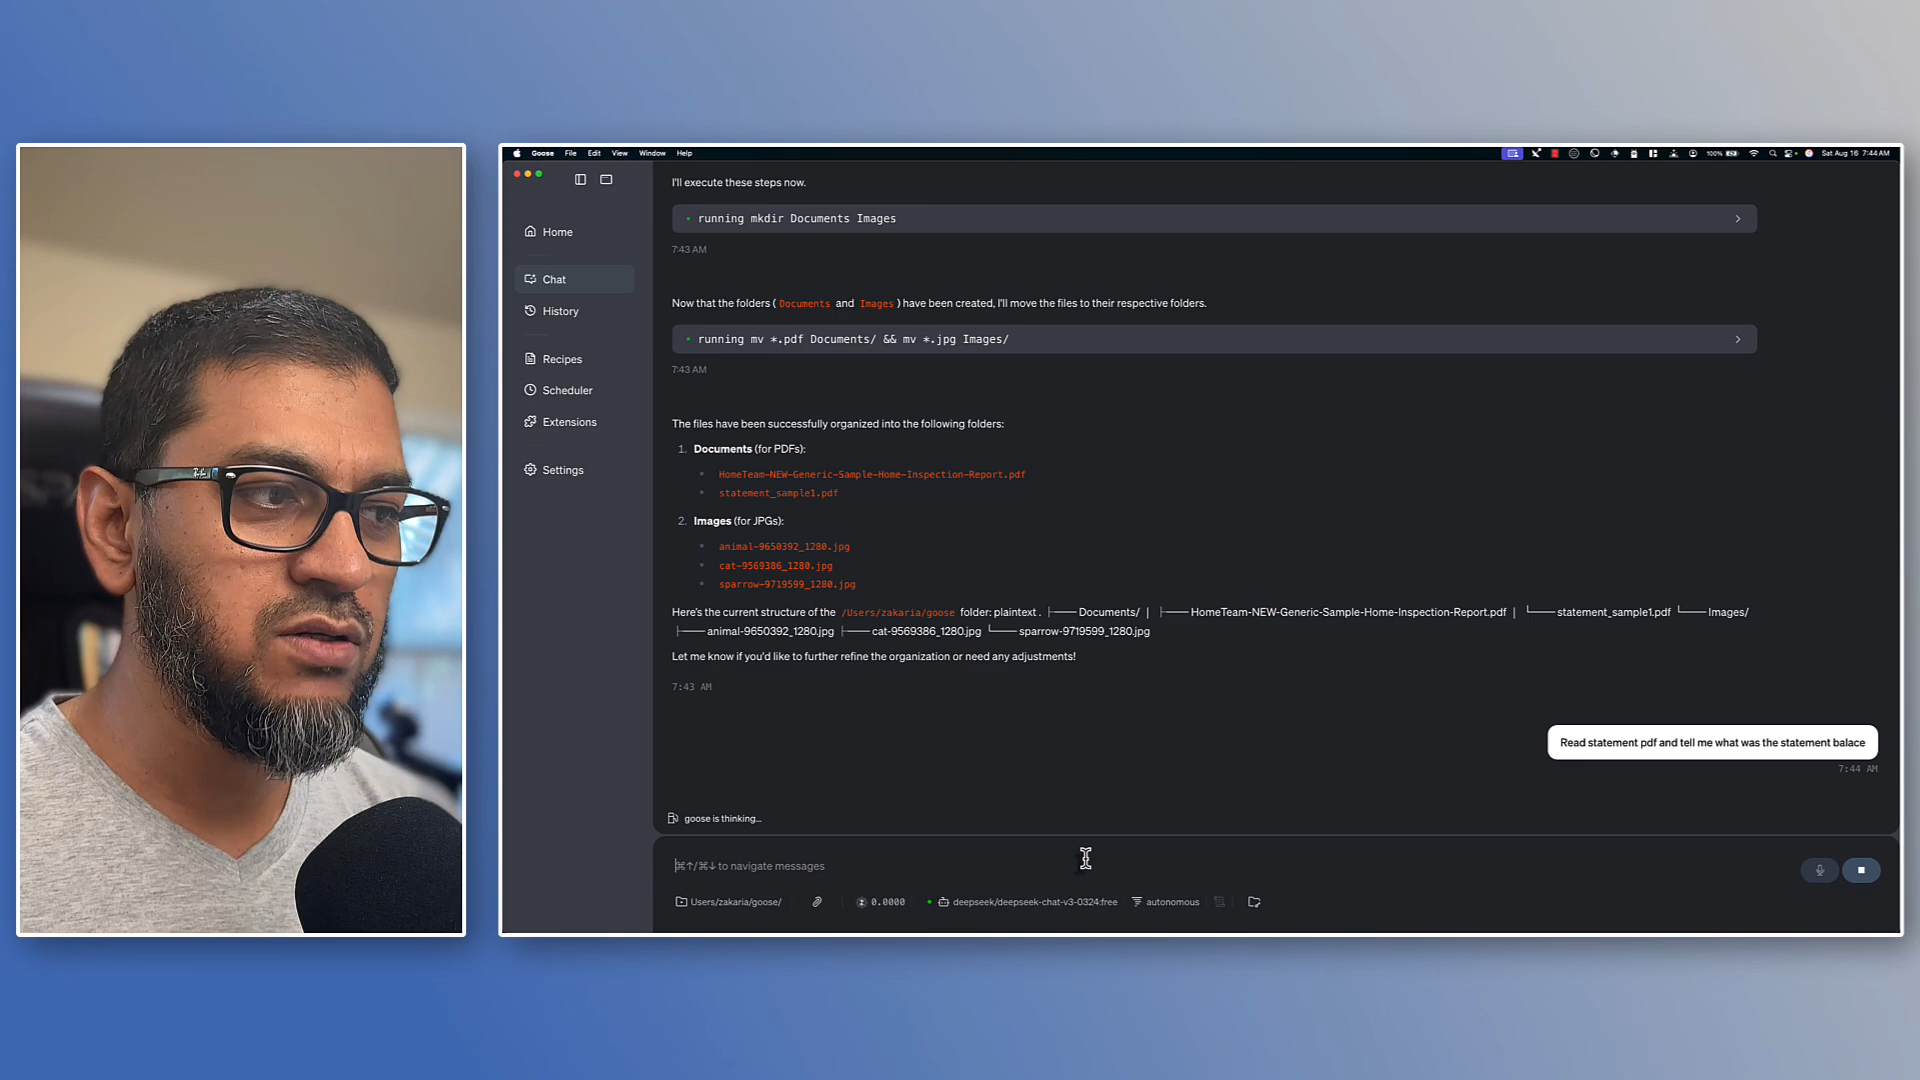 Goose File Edit View Window Help
100% Sat Aug 16 7:44 AM
Home
Chat
History
Recipes
Scheduler
Extensions
Settings
I'll execute these steps now.
running mkdir Documents Images
7:43 AM
Now that the folders ( Documents and Images ) have been created, I'll move the files to their respective folders.
running mv *.pdf Documents/ && mv *.jpg Images/
7:43 AM
The files have been successfully organized into the following folders:
1. Documents (for PDFs):
HomeTeam-NEW-Generic-Sample-Home-Inspection-Report.pdf
statement_sample1.pdf
2. Images (for JPGs):
animal-9650392_1280.jpg
cat-9569386_1280.jpg
sparrow-9719599_1280.jpg
Here's the current structure of the /Users/zakaria/goose folder: plaintext . ├── Documents/ | ├── HomeTeam-NEW-Generic-Sample-Home-Inspection-Report.pdf | └── statement_sample1.pdf └── Images/
├── animal-9650392_1280.jpg ├── cat-9569386_1280.jpg └── sparrow-9719599_1280.jpg
Let me know if you'd like to further refine the organization or need any adjustments!
7:43 AM
Read statement pdf and tell me what was the statement balace
7:44 AM
goose is thinking...
⌘↑/⌘↓ to navigate messages
Users/zakaria/goose/ 0.0000 deepseek/deepseek-chat-v3-0324:free autonomous